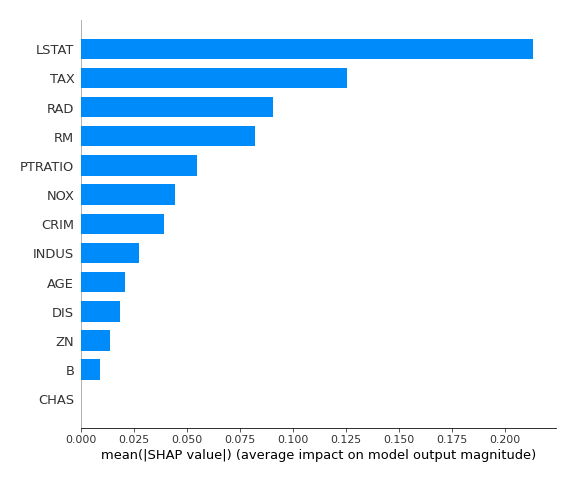 LSTAT
TAX
RAD
RM
PTRATIO
NOX
CRIM
INDUS
AGE
DIS
ZN
B
CHAS
0.000 0.025 0.050 0.075 0.100 0.125 0.150 0.175 0.200
mean(|SHAP value|) (average impact on model output magnitude)